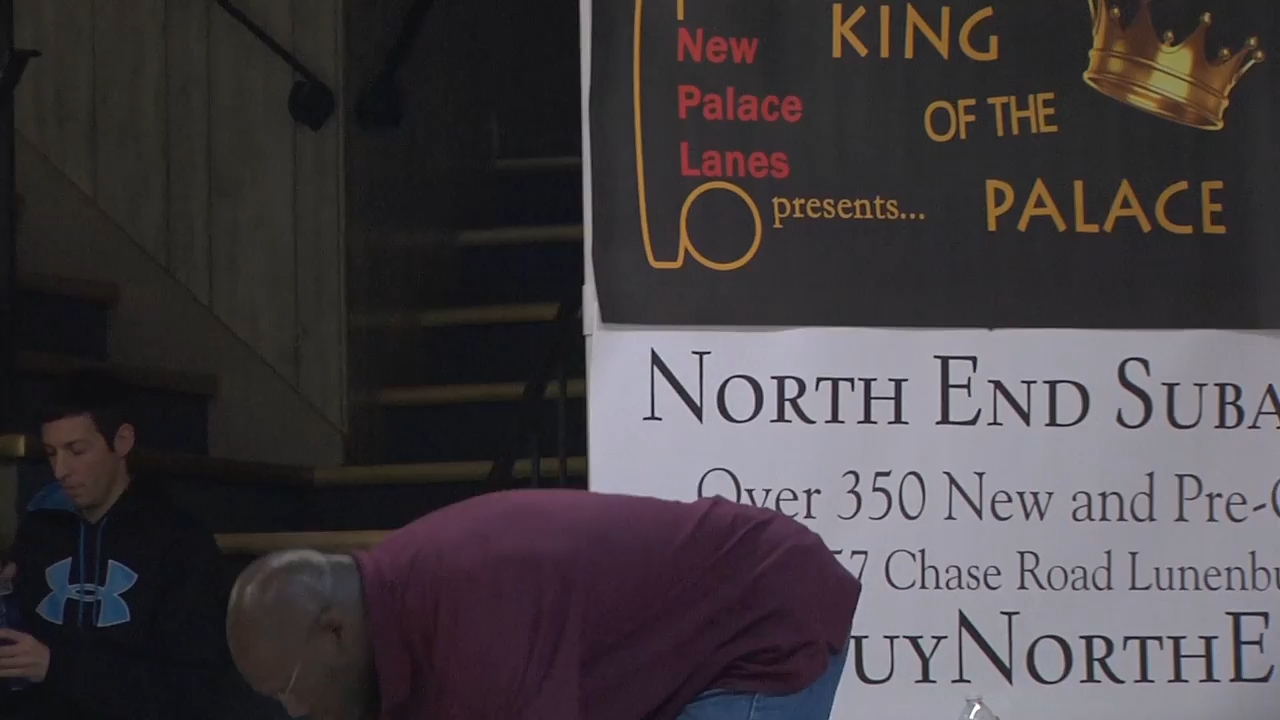 New
Palace
Lanes
presents...
KING
OF THE
PALACE
NORTH END SUBA
Over 350 New and Pre-
57 Chase Road Lunenbu
UYNORTHE